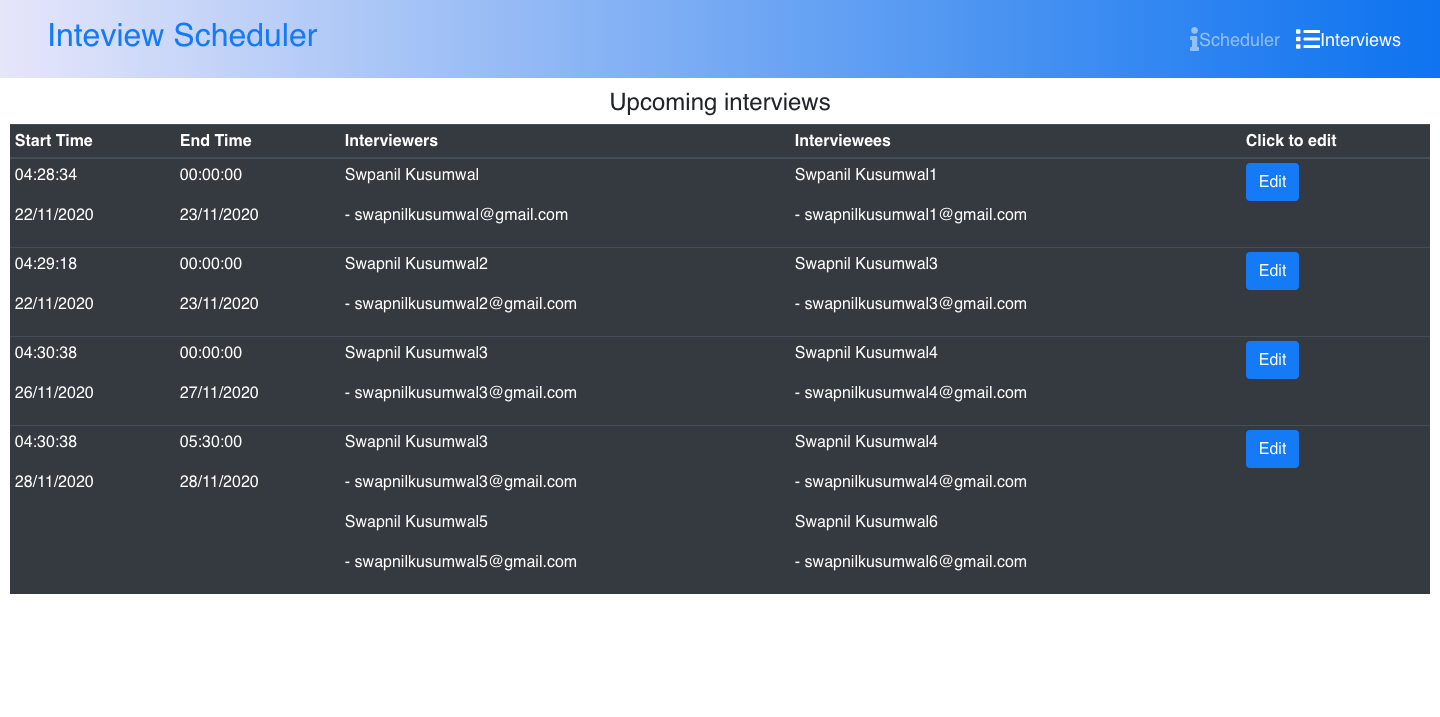 Inteview Scheduler
Scheduler Interviews
Upcoming interviews
Start Time End Time Interviewers Interviewees Click to edit
04:28:34 00:00:00 Swpanil Kusumwal Swpanil Kusumwal1 Edit
22/11/2020 23/11/2020 - swapnilkusumwal@gmail.com - swapnilkusumwal1@gmail.com
04:29:18 00:00:00 Swapnil Kusumwal2 Swapnil Kusumwal3 Edit
22/11/2020 23/11/2020 - swapnilkusumwal2@gmail.com - swapnilkusumwal3@gmail.com
04:30:38 00:00:00 Swapnil Kusumwal3 Swapnil Kusumwal4 Edit
26/11/2020 27/11/2020 - swapnilkusumwal3@gmail.com - swapnilkusumwal4@gmail.com
04:30:38 05:30:00 Swapnil Kusumwal3 Swapnil Kusumwal4 Edit
28/11/2020 28/11/2020 - swapnilkusumwal3@gmail.com - swapnilkusumwal4@gmail.com
Swapnil Kusumwal5 Swapnil Kusumwal6
- swapnilkusumwal5@gmail.com - swapnilkusumwal6@gmail.com